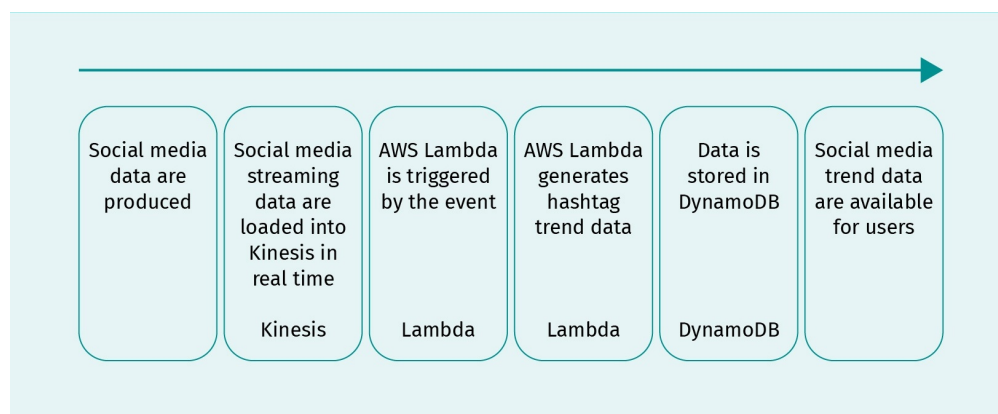 Social media
data are
produced
Social media
streaming
data are
loaded into
Kinesis in
real time
Kinesis
AWS Lambda
is triggered
by the event
Lambda
AWS Lambda
generates
hashtag
trend data
Lambda
Data is
stored in
DynamoDB
DynamoDB
Social media
trend data
are available
for users